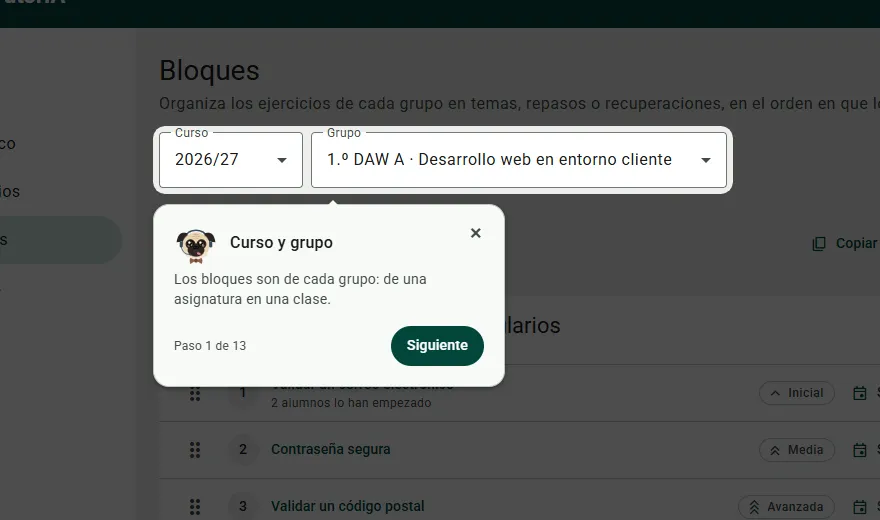 Bloques
Organiza los ejercicios de cada grupo en temas, repasos o recuperaciones, en el orden en que
Curso
2026/27
Grupo
1.º DAW A · Desarrollo web en entorno cliente
Curso y grupo
Los bloques son de cada grupo: de una
asignatura en una clase.
Paso 1 de 13
Siguiente
Copiar
1
2 alumnos lo han empezado
Inicial
2
Contraseña segura
Media
3
Validar un código postal
Avanzada